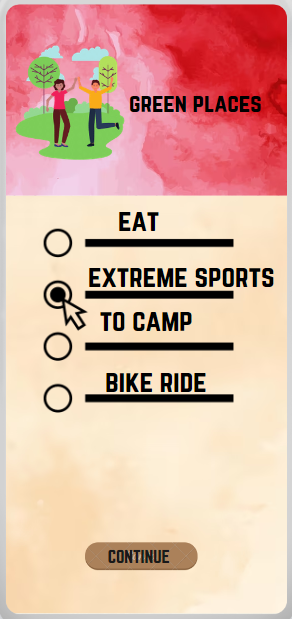 GREEN PLACES
EAT
EXTREME SPORTS
TO CAMP
BIKE RIDE
CONTINUE